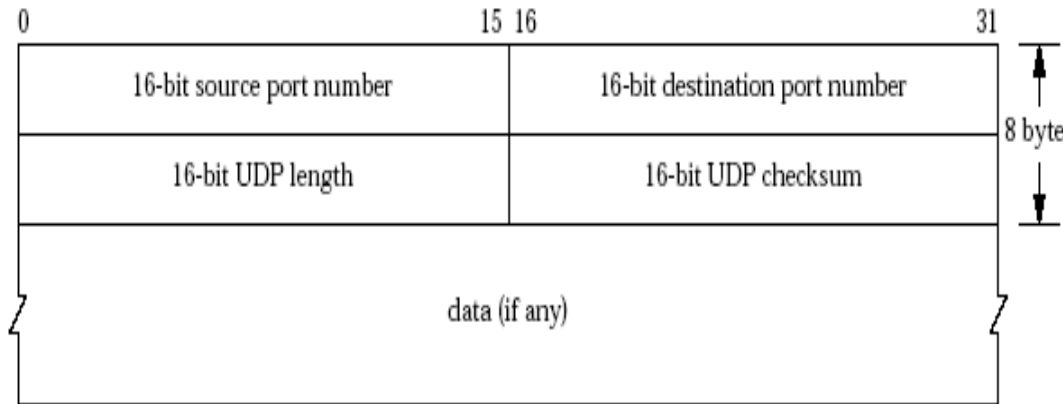 0 15 16 31
16-bit source port number 16-bit destination port number
8 byte
16-bit UDP length 16-bit UDP checksum
data (if any)